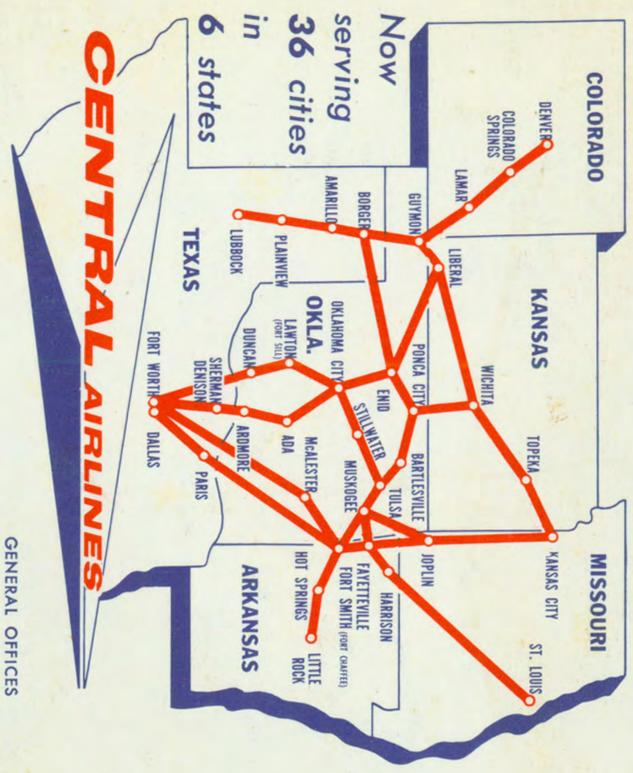 COLORADO
KANSAS
MISSOURI
DENVER
COLORADO
SPRINGS
LAMAR
GUYMON
LIBERAL
WICHITA
TOPEKA
KANSAS CITY
ST. LOUIS
Now
serving
36 cities
in
6 states
BORGER
AMARILLO
PLAINVIEW
LUBBOCK
TEXAS
OKLA.
PONCA CITY
ENID
OKLAHOMA CITY
STILLWATER
BARTLESVILLE
TULSA
MUSKOGEE
LAWTON
(FORT SILL)
DUNCAN
ADA
McALESTER
ARDMORE
SHERMAN
DENISON
PARIS
FORT WORTH
DALLAS
JOPLIN
HARRISON
FAYETTEVILLE
FORT SMITH (FORT CHAFFEE)
HOT SPRINGS
LITTLE
ROCK
ARKANSAS
CENTRAL AIRLINES
GENERAL OFFICES